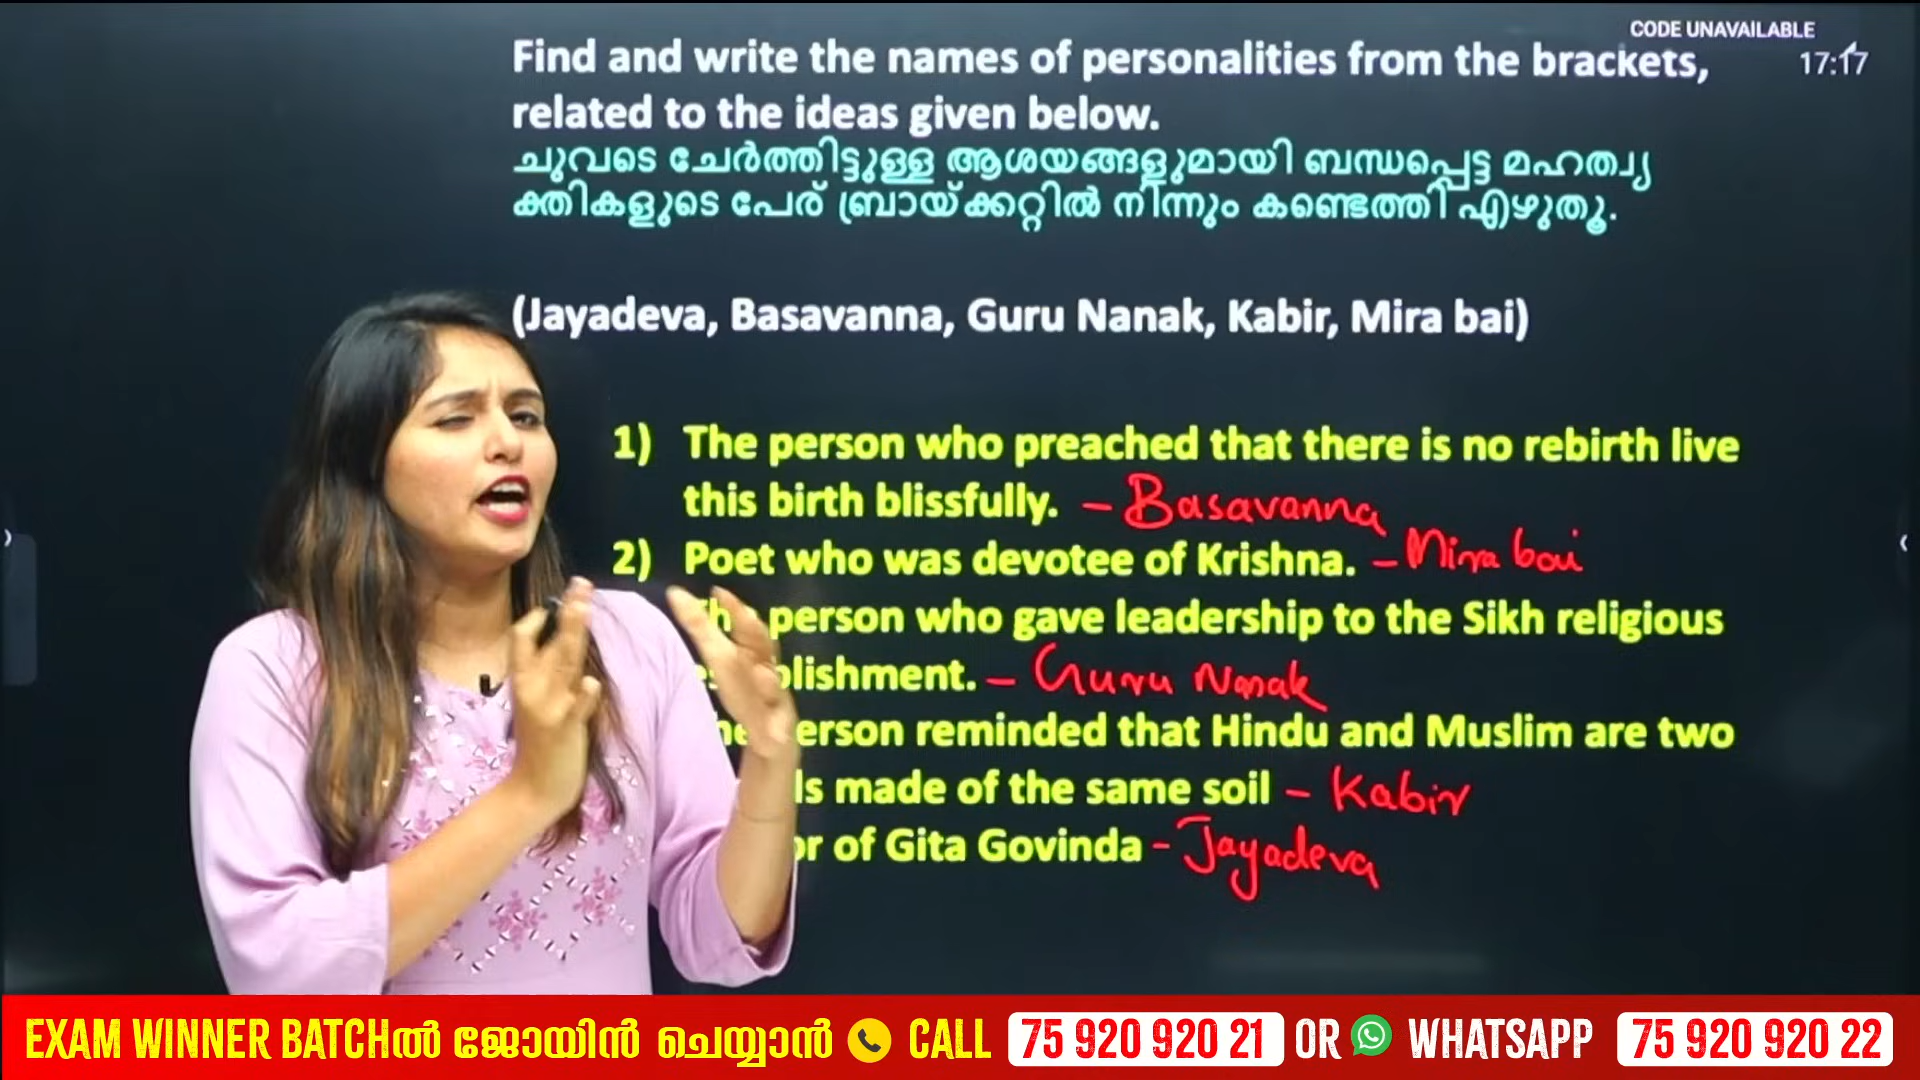 CODE UNAVAILABLE
17:17
Find and write the names of personalities from the brackets,
related to the ideas given below.
ചുവടെ ചേർത്തിട്ടുള്ള ആശയങ്ങളുമായി ബന്ധപ്പെട്ട മഹത്വ്യ
ക്തികളുടെ പേര് ബ്രായ്ക്കറ്റിൽ നിന്നും കണ്ടെത്തി എഴുതൂ.
(Jayadeva, Basavanna, Guru Nanak, Kabir, Mira bai)
1) The person who preached that there is no rebirth live
this birth blissfully. – Basavanna
2) Poet who was devotee of Krishna. – Mira bai
person who gave leadership to the Sikh religious
– Guru Nanak
reminded that Hindu and Muslim are two
made of the same soil – Kabir
of Gita Govinda – Jayadeva
EXAM WINNER BATCHൽ ജോയിൻ ചെയ്യാൻ CALL 75 920 920 21 OR WHATSAPP 75 920 920 22